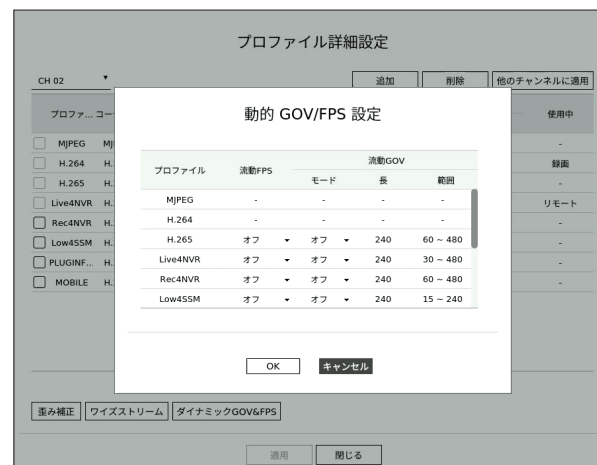 プロファイル詳細設定
CH 02
追加 削除 他のチャンネルに適用
プロファ... コー 使用中
動的 GOV/FPS 設定
プロファイル 流動FPS 流動GOV
モード 長 範囲
MJPEG - - - -
H.264 - - - -
H.265 オフ オフ 240 60 ~ 480
Live4NVR オフ オフ 240 30 ~ 480
Rec4NVR オフ オフ 240 60 ~ 480
Low4SSM オフ オフ 240 15 ~ 240
OK キャンセル
MJPEG MJ -
H.264 H. 録画
H.265 H. -
Live4NVR H. リモート
Rec4NVR H. -
Low4SSM H. -
PLUGINF... H. -
MOBILE H. -
歪み補正 ワイズストリーム ダイナミックGOV&FPS
適用 閉じる